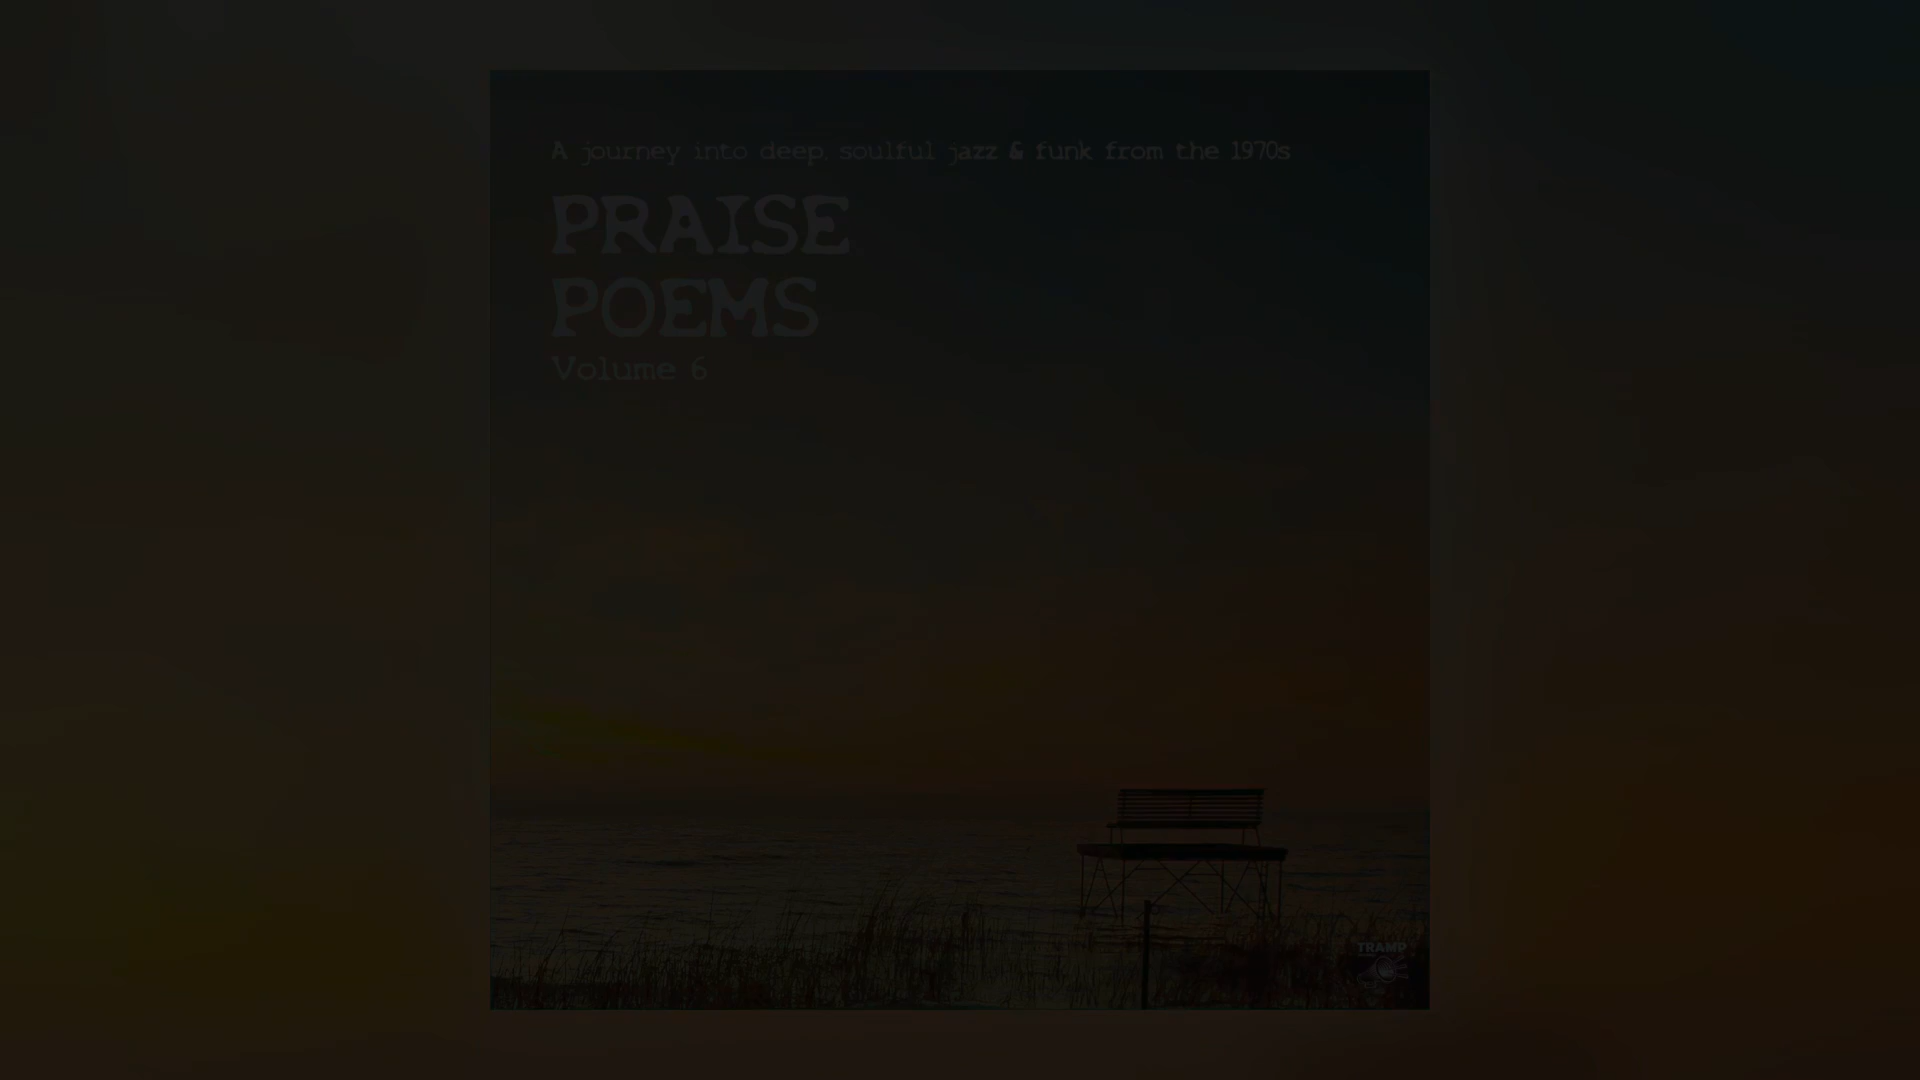 A journey into deep, soulful jazz & funk from the 1970s
PRAISE
POEMS
Volume 6
TRAMP